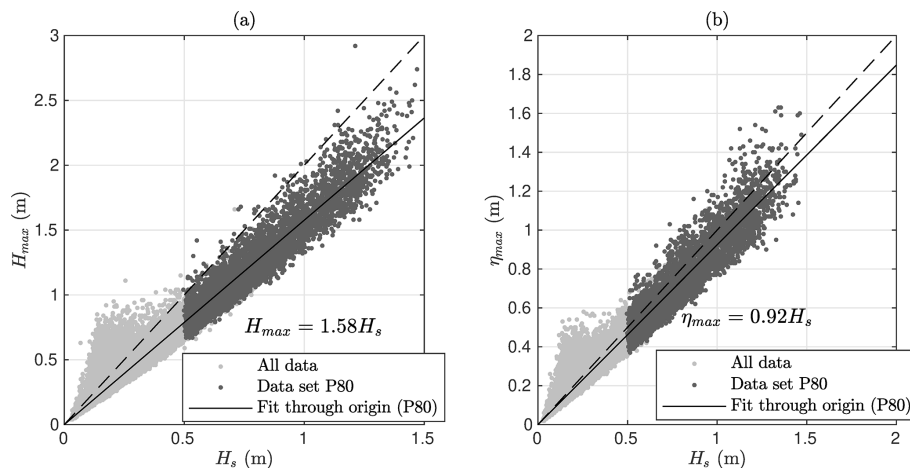 (a)
3
2.5
2
1.5
1
0.5
0
H_max (m)
H_max = 1.58H_s
All data
Data set P80
Fit through origin (P80)
0 0.5 1 1.5
H_s (m)
(b)
2
1.8
1.6
1.4
1.2
1
0.8
0.6
0.4
0.2
0
η_max (m)
η_max = 0.92H_s
All data
Data set P80
Fit through origin (P80)
0 0.5 1 1.5 2
H_s (m)